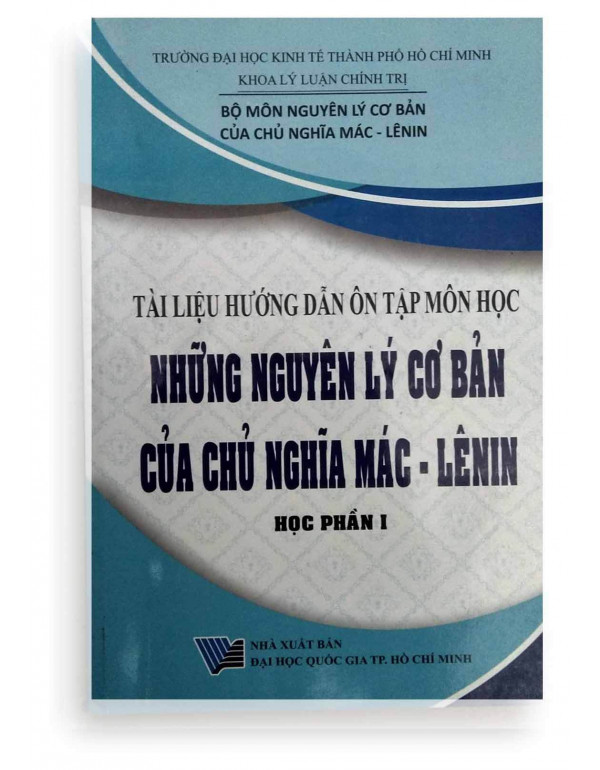 TRƯỜNG ĐẠI HỌC KINH TẾ THÀNH PHỐ HỒ CHÍ MINH
KHOA LÝ LUẬN CHÍNH TRỊ
BỘ MÔN NGUYÊN LÝ CƠ BẢN
CỦA CHỦ NGHĨA MÁC - LÊNIN
TÀI LIỆU HƯỚNG DẪN ÔN TẬP MÔN HỌC
NHỮNG NGUYÊN LÝ CƠ BẢN
CỦA CHỦ NGHĨA MÁC - LÊNIN
HỌC PHẦN I
NHÀ XUẤT BẢN
ĐẠI HỌC QUỐC GIA TP. HỒ CHÍ MINH